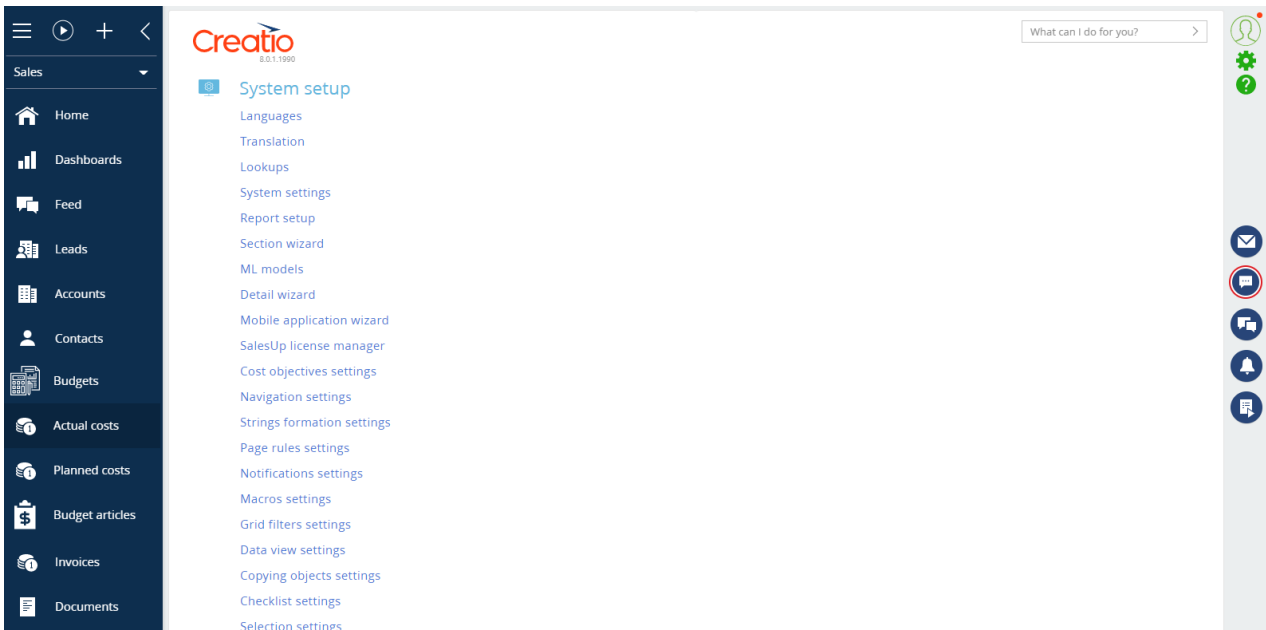 Sales
Home
Dashboards
Feed
Leads
Accounts
Contacts
Budgets
Actual costs
Planned costs
Budget articles
Invoices
Documents
Creatio
8.0.1.1990
What can I do for you?
System setup
Languages
Translation
Lookups
System settings
Report setup
Section wizard
ML models
Detail wizard
Mobile application wizard
SalesUp license manager
Cost objectives settings
Navigation settings
Strings formation settings
Page rules settings
Notifications settings
Macros settings
Grid filters settings
Data view settings
Copying objects settings
Checklist settings
Selection settings